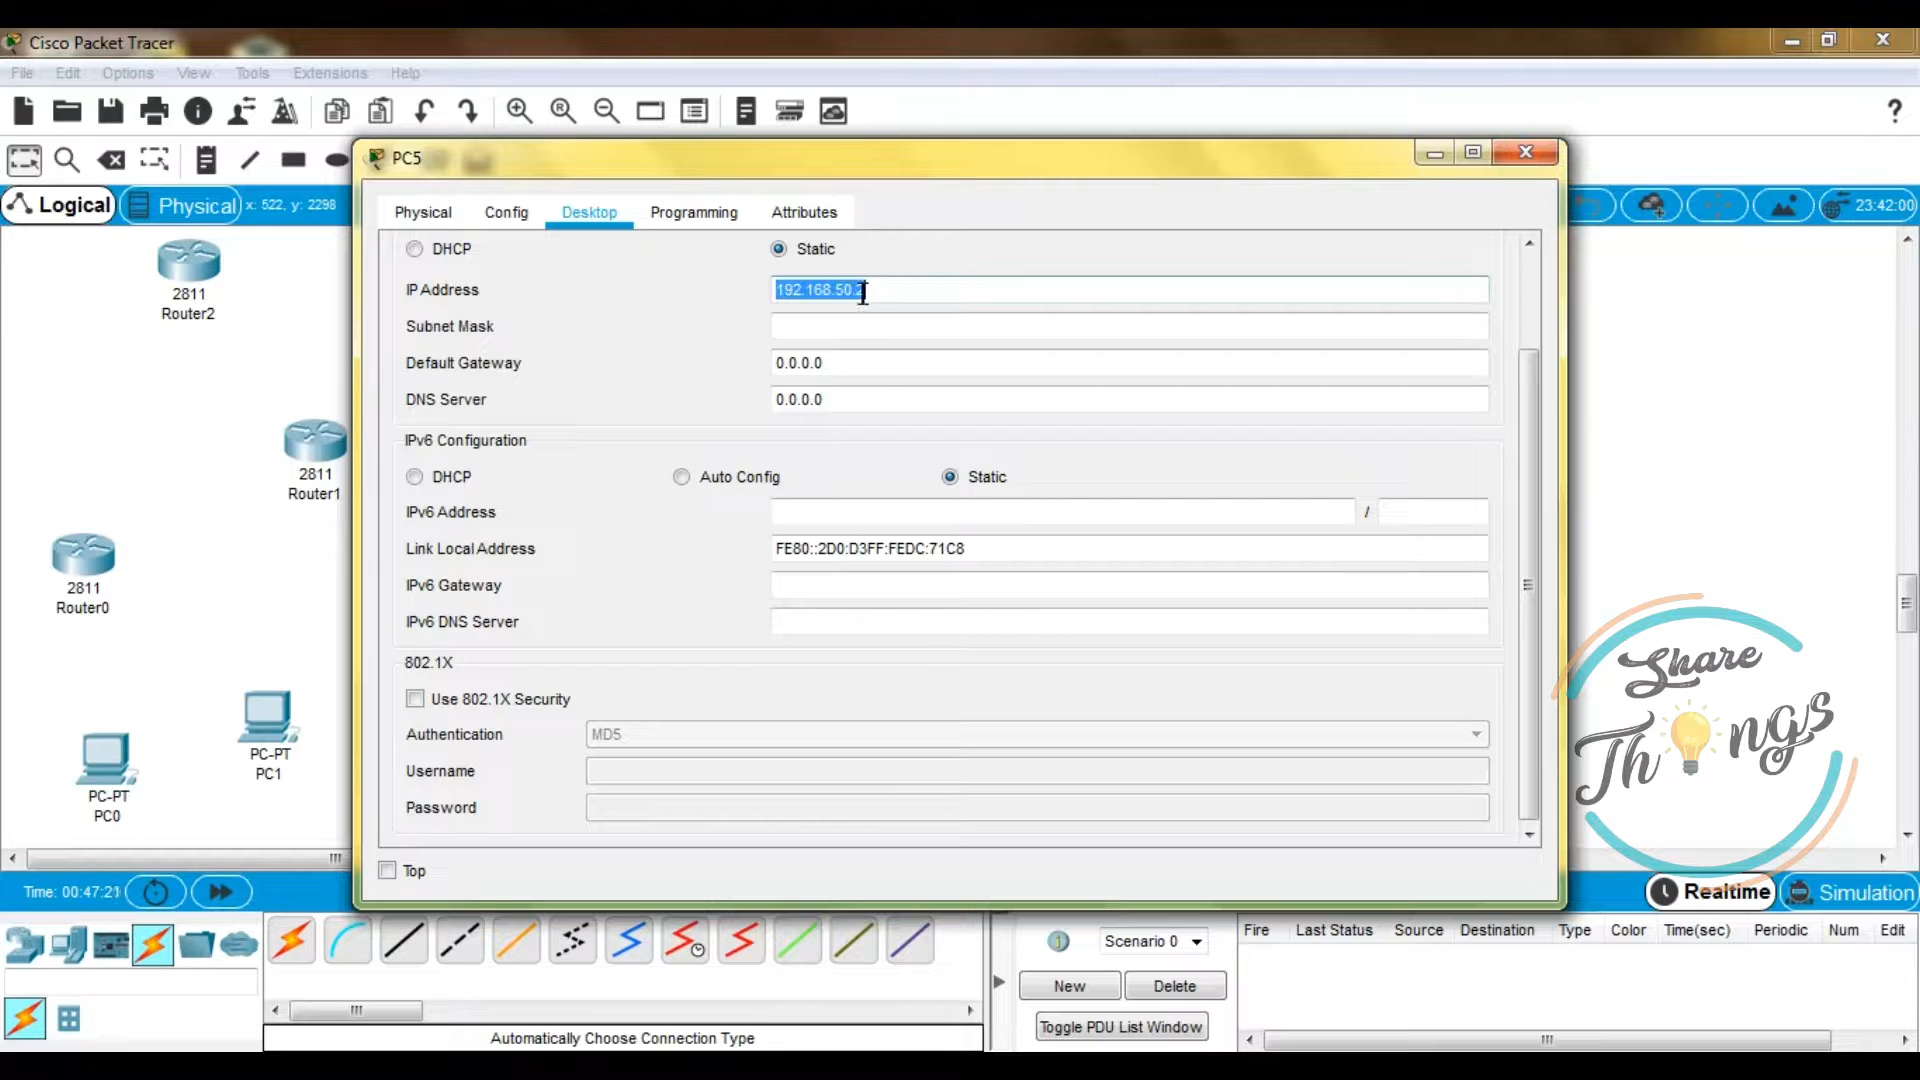 Cisco Packet Tracer
File Edit Options View Tools Extensions Help
PC5
Logical Physical x: 522, y: 2298
23:42:00
Physical Config Desktop Programming Attributes
DHCP Static
IP Address 192.168.50.2
Subnet Mask
Default Gateway 0.0.0.0
DNS Server 0.0.0.0
IPv6 Configuration
DHCP Auto Config Static
IPv6 Address /
Link Local Address FE80::2D0:D3FF:FEDC:71C8
IPv6 Gateway
IPv6 DNS Server
802.1X
Use 802.1X Security
Authentication MD5
Username
Password
Top
2811
Router2
2811
Router1
2811
Router0
PC-PT
PC1
PC-PT
PC0
Share
Things
Time: 00:47:21
Realtime Simulation
Scenario 0
New Delete
Toggle PDU List Window
Fire Last Status Source Destination Type Color Time(sec) Periodic Num Edit
Automatically Choose Connection Type